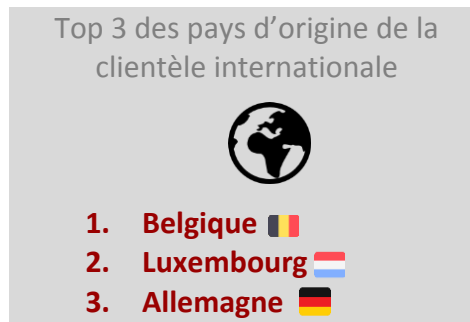 Top 3 des pays d’origine de la
clientèle internationale
1. Belgique
2. Luxembourg
3. Allemagne